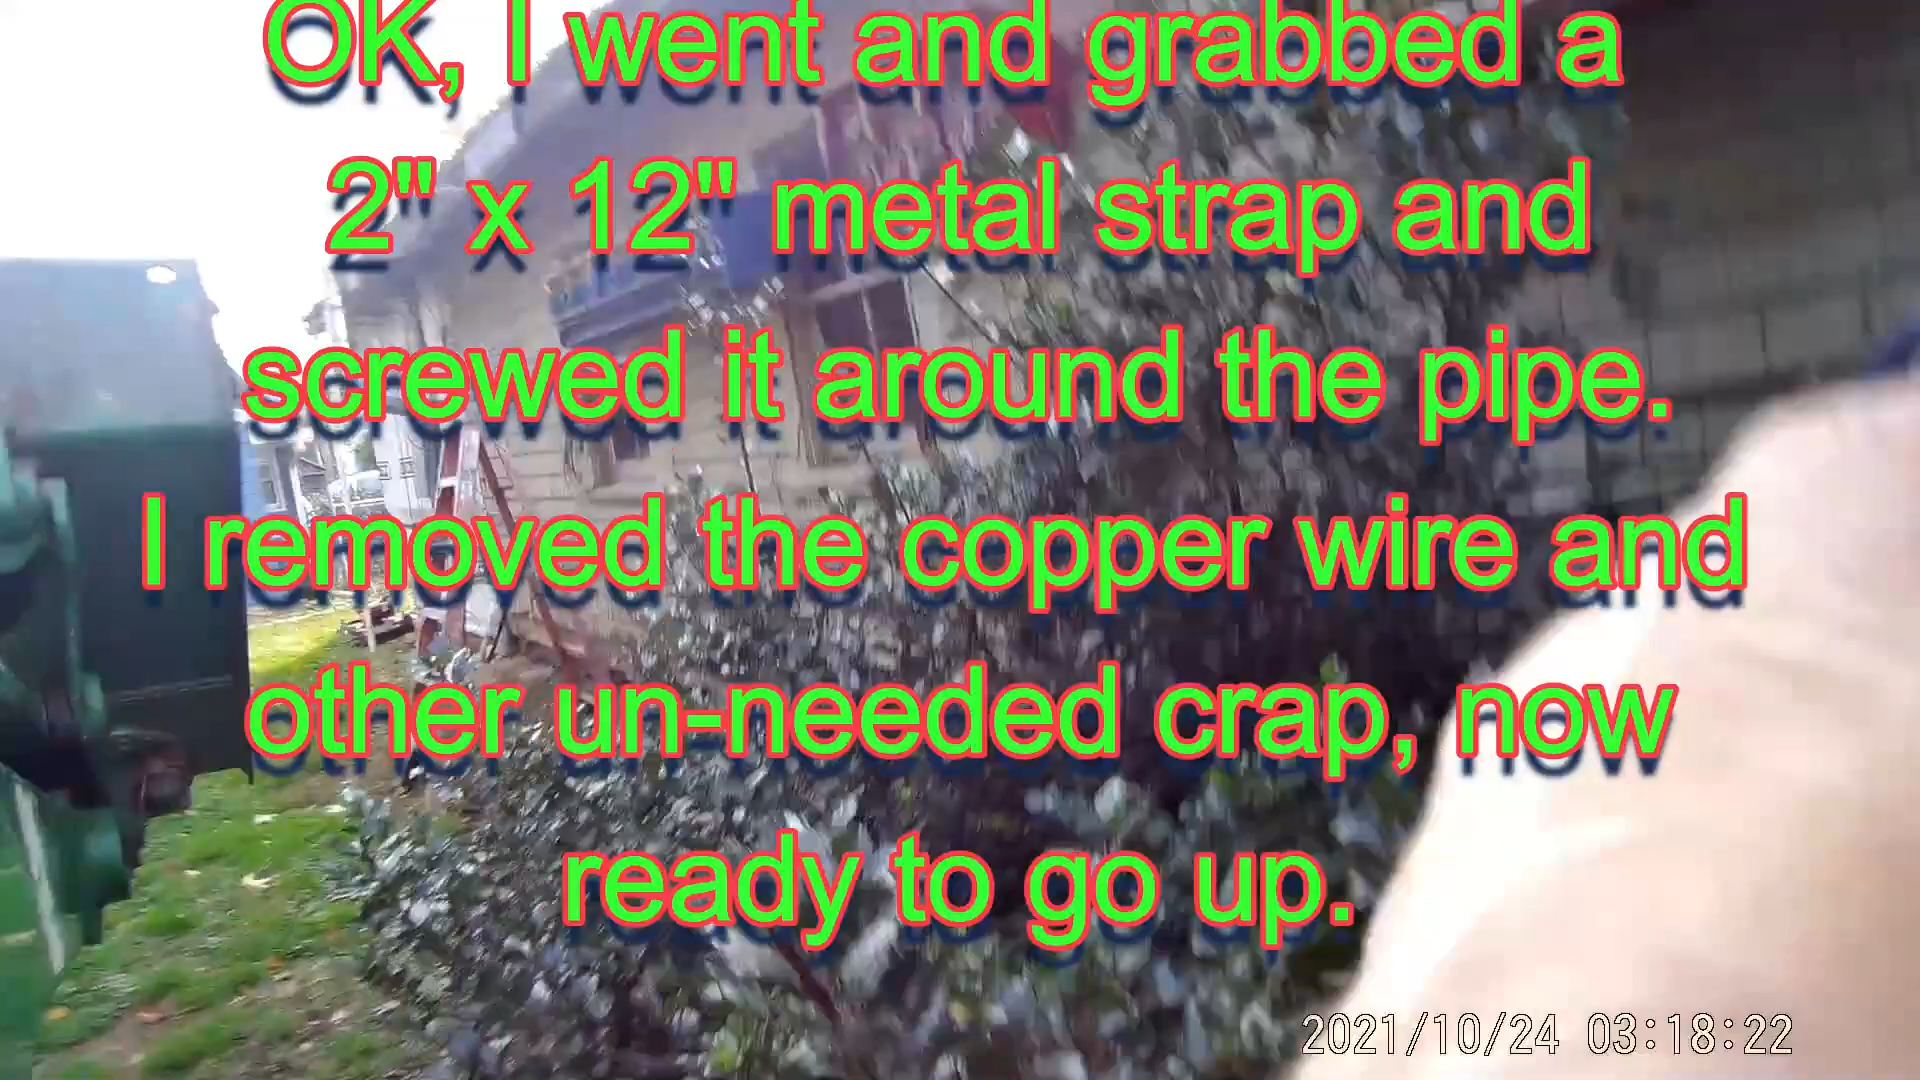 OK, I went and grabbed a
2" x 12" metal strap and
screwed it around the pipe.
I removed the copper wire and
other un-needed crap, now
ready to go up.
2021/10/24 03:18:22